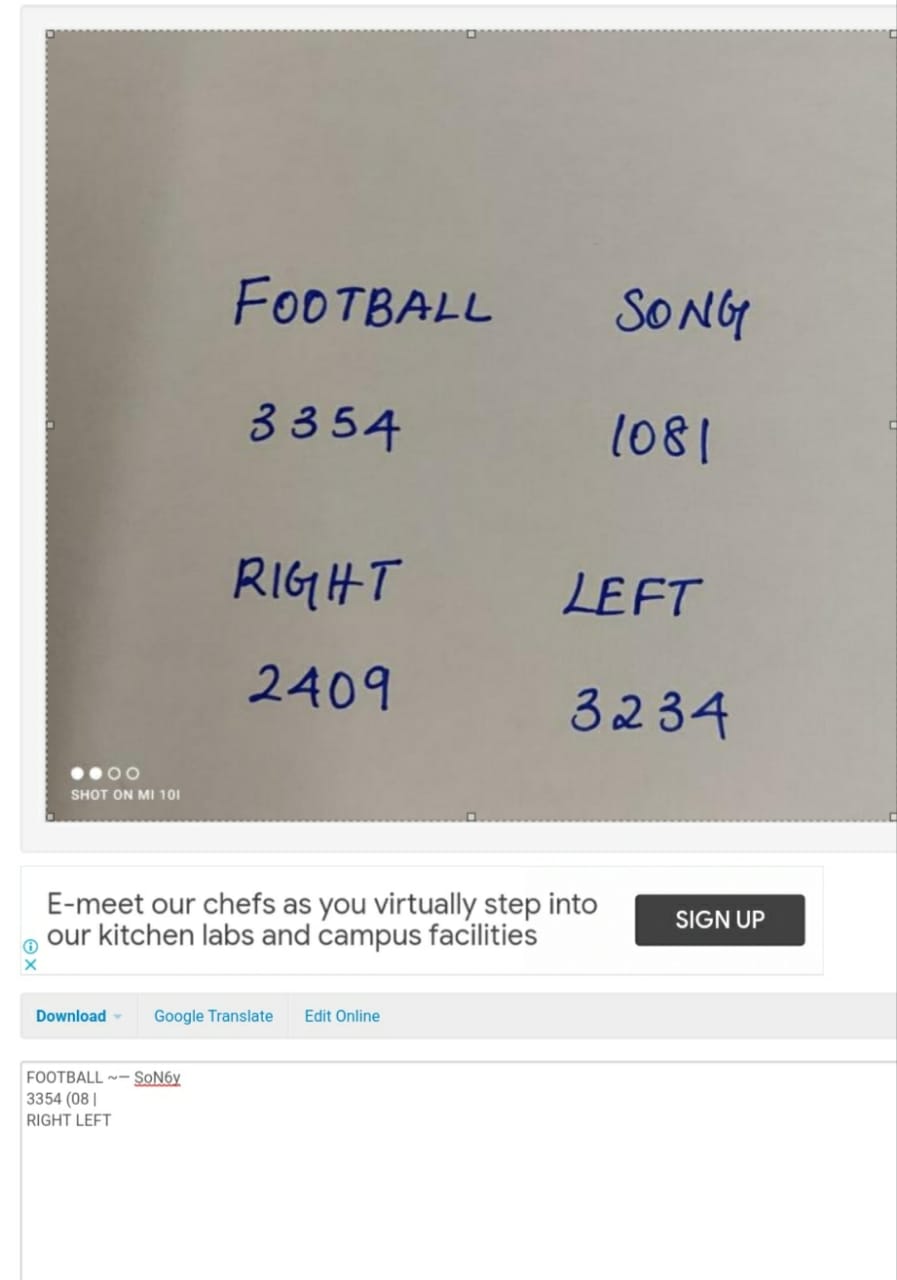 FOOTBALL SONG
3354 1081
RIGHT LEFT
2409 3234
SHOT ON MI 10I
E-meet our chefs as you virtually step into
our kitchen labs and campus facilities
SIGN UP
Download Google Translate Edit Online
FOOTBALL ~— SoN6y
3354 (08 |
RIGHT LEFT